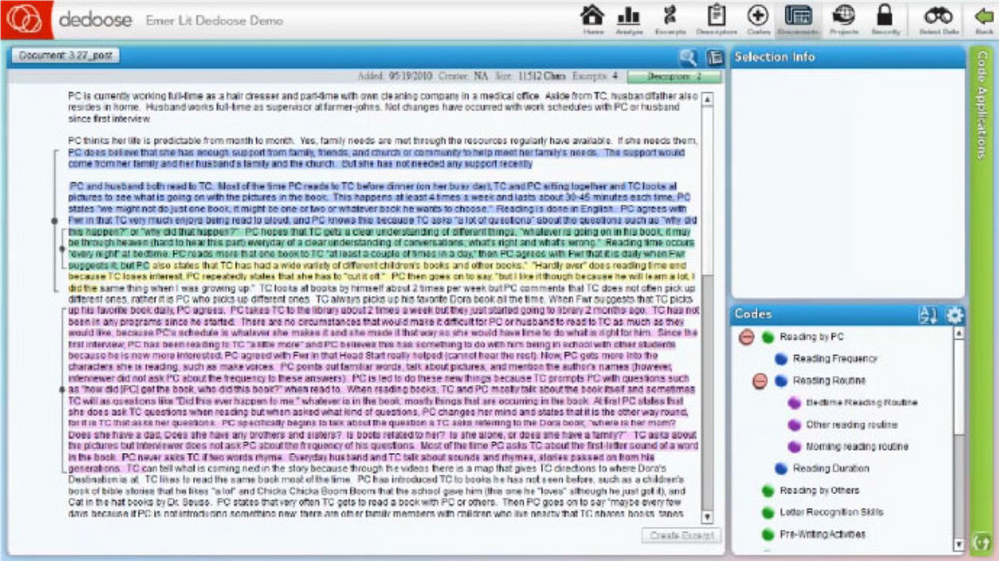 dedoose Emer Lit Dedoose Demo
Home Analyze Excerpts Descriptors Codes Documents Projects Security Select Data Back
Document: 3.27_post
Added: 05/19/2010 Creator: NA Size: 11512 Chars Excerpts: 4 Descriptors: 2
PC is currently working full-time as a hair dresser and part-time with own cleaning company in a medical office. Aside from TC, husband/father also
resides in home. Husband works full-time as supervisor at farmer-johns. Not changes have occurred with work schedules with PC or husband
since first interview.
PC thinks her life is predictable from month to month. Yes, family needs are met through the resources regularly have available. If she needs them,
PC does believe that she has enough support from family, friends, and church or community to help meet her family's needs. The support would
come from her family and her husband's family and the church. But she has not needed any support recently
PC and husband both read to TC. Most of the time PC reads to TC before dinner (on her busy day), TC and PC sitting together and TC looks at
pictures to see what is going on with the pictures in the book. This happens at least 4 times a week and lasts about 30-45 minutes each time, PC
states "we might not do just one book, it might be one or two or whatever book he wants to choose." Reading is done in English. PC agrees with
Fwr in that TC very much enjoys being read to aloud, and PC knows this because TC asks "a lot of questions" about the questions such as "why did
this happen?" or "why did that happen?" PC hopes that TC gets a clear understanding of different things, "whatever is going on in his book, it may
be through heaven (hard to hear this part) everyday of a clear understanding of conversations, what's right and what's wrong." Reading time occurs
"every night" at bedtime. PC reads more that one book to TC "at least a couple of times in a day," then PC agrees with Fwr that it is daily when Fwr
suggests it, but PC also states that TC has had a wide variety of different children's books and other books." "Hardly ever" does reading time end
because TC loses interest, PC repeatedly states that she has to "cut it off." PC then goes on to say, "but I like it though because he will learn a lot, I
did the same thing when I was growing up." TC looks at books by himself about 2 times per week but PC comments that TC does not often pick up
different ones, rather it is PC who picks up different ones. TC always picks up his favorite Dora book all the time. When Fwr suggests that TC picks
up his favorite book daily, PC agrees. PC takes TC to the library about 2 times a week but they just started going to library 2 months ago. TC has not
been in any programs since he started. There are no circumstances that would make it difficult for PC or husband to read to TC as much as they
would like, because PC's schedule is whatever she makes it and she made it that way so she would have time to do what is right for him. Since the
first interview, PC has been reading to TC "a little more" and PC believes this has something to do with him being in school with other students
because he is now more interested. PC agreed with Fwr in that Head Start really helped (cannot hear the rest). Now, PC gets more into the
characters she is reading, such as make voices. PC points out familiar words, talk about pictures, and mention the author's names (however,
interviewer did not ask PC about the frequency to these answers). PC is led to do these new things because TC prompts PC with questions such
as "how did [PC] get the book, who did this book?" when read to. When reading books, TC and PC mostly talk about the book itself and sometimes
TC will as questions like "Did this ever happen to me," whatever is in the book, mostly things that are occurring in the book. At first PC states that
she does ask TC questions when reading but when asked what kind of questions, PC changes her mind and states that it is the other way round,
for it is TC that asks her questions. PC specifically begins to talk about the question a TC asks referring to the Dora book, "where is her mom?
Does she have a dad, Does she have any brothers and sisters? Is boots related to her? Is she alone, or does she have a family?" TC asks about
the pictures but interviewer does not ask PC about the frequency of his questions. Most of the time PC asks TC about the first-letter sound of a word
in the book. PC never asks TC if two words rhyme. Everyday husband and TC talk about sounds and rhymes, stories passed on from his
generations. TC can tell what is coming next in the story because through the videos there is a map that gives TC directions to where Dora's
Destination is at. TC likes to read the same book most of the time. PC has introduced TC to books he has not seen before, such as a children's
book of bible stories that he likes "a lot" and Chicka Chicka Boom Boom that the school gave him (this one he "loves" although he just got it), and
Cat in the hat books by Dr. Seuss. PC states that very often TC gets to read a book with PC or others. Then PC goes on to say "maybe every few
days because if PC is not introducing something new, there are other family members with children who live nearby that TC shares books, tapes
Create Excerpt
Selection Info
Codes
Reading by PC
Reading Frequency
Reading Routine
Bedtime Reading Routine
Other reading routine
Morning reading routine
Reading Duration
Reading by Others
Letter Recognition Skills
Pre-Writing Activities
Code Applications